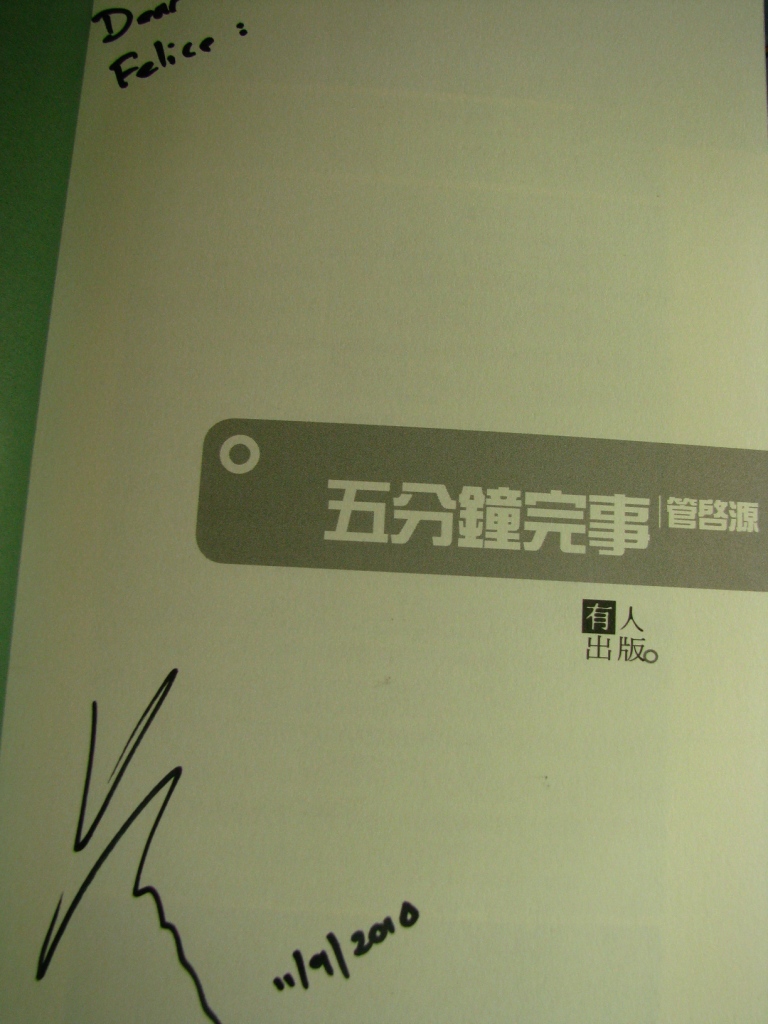 Dear
Felice :
五分鐘完事 | 管啓源
有人
出版。
11/9/2010